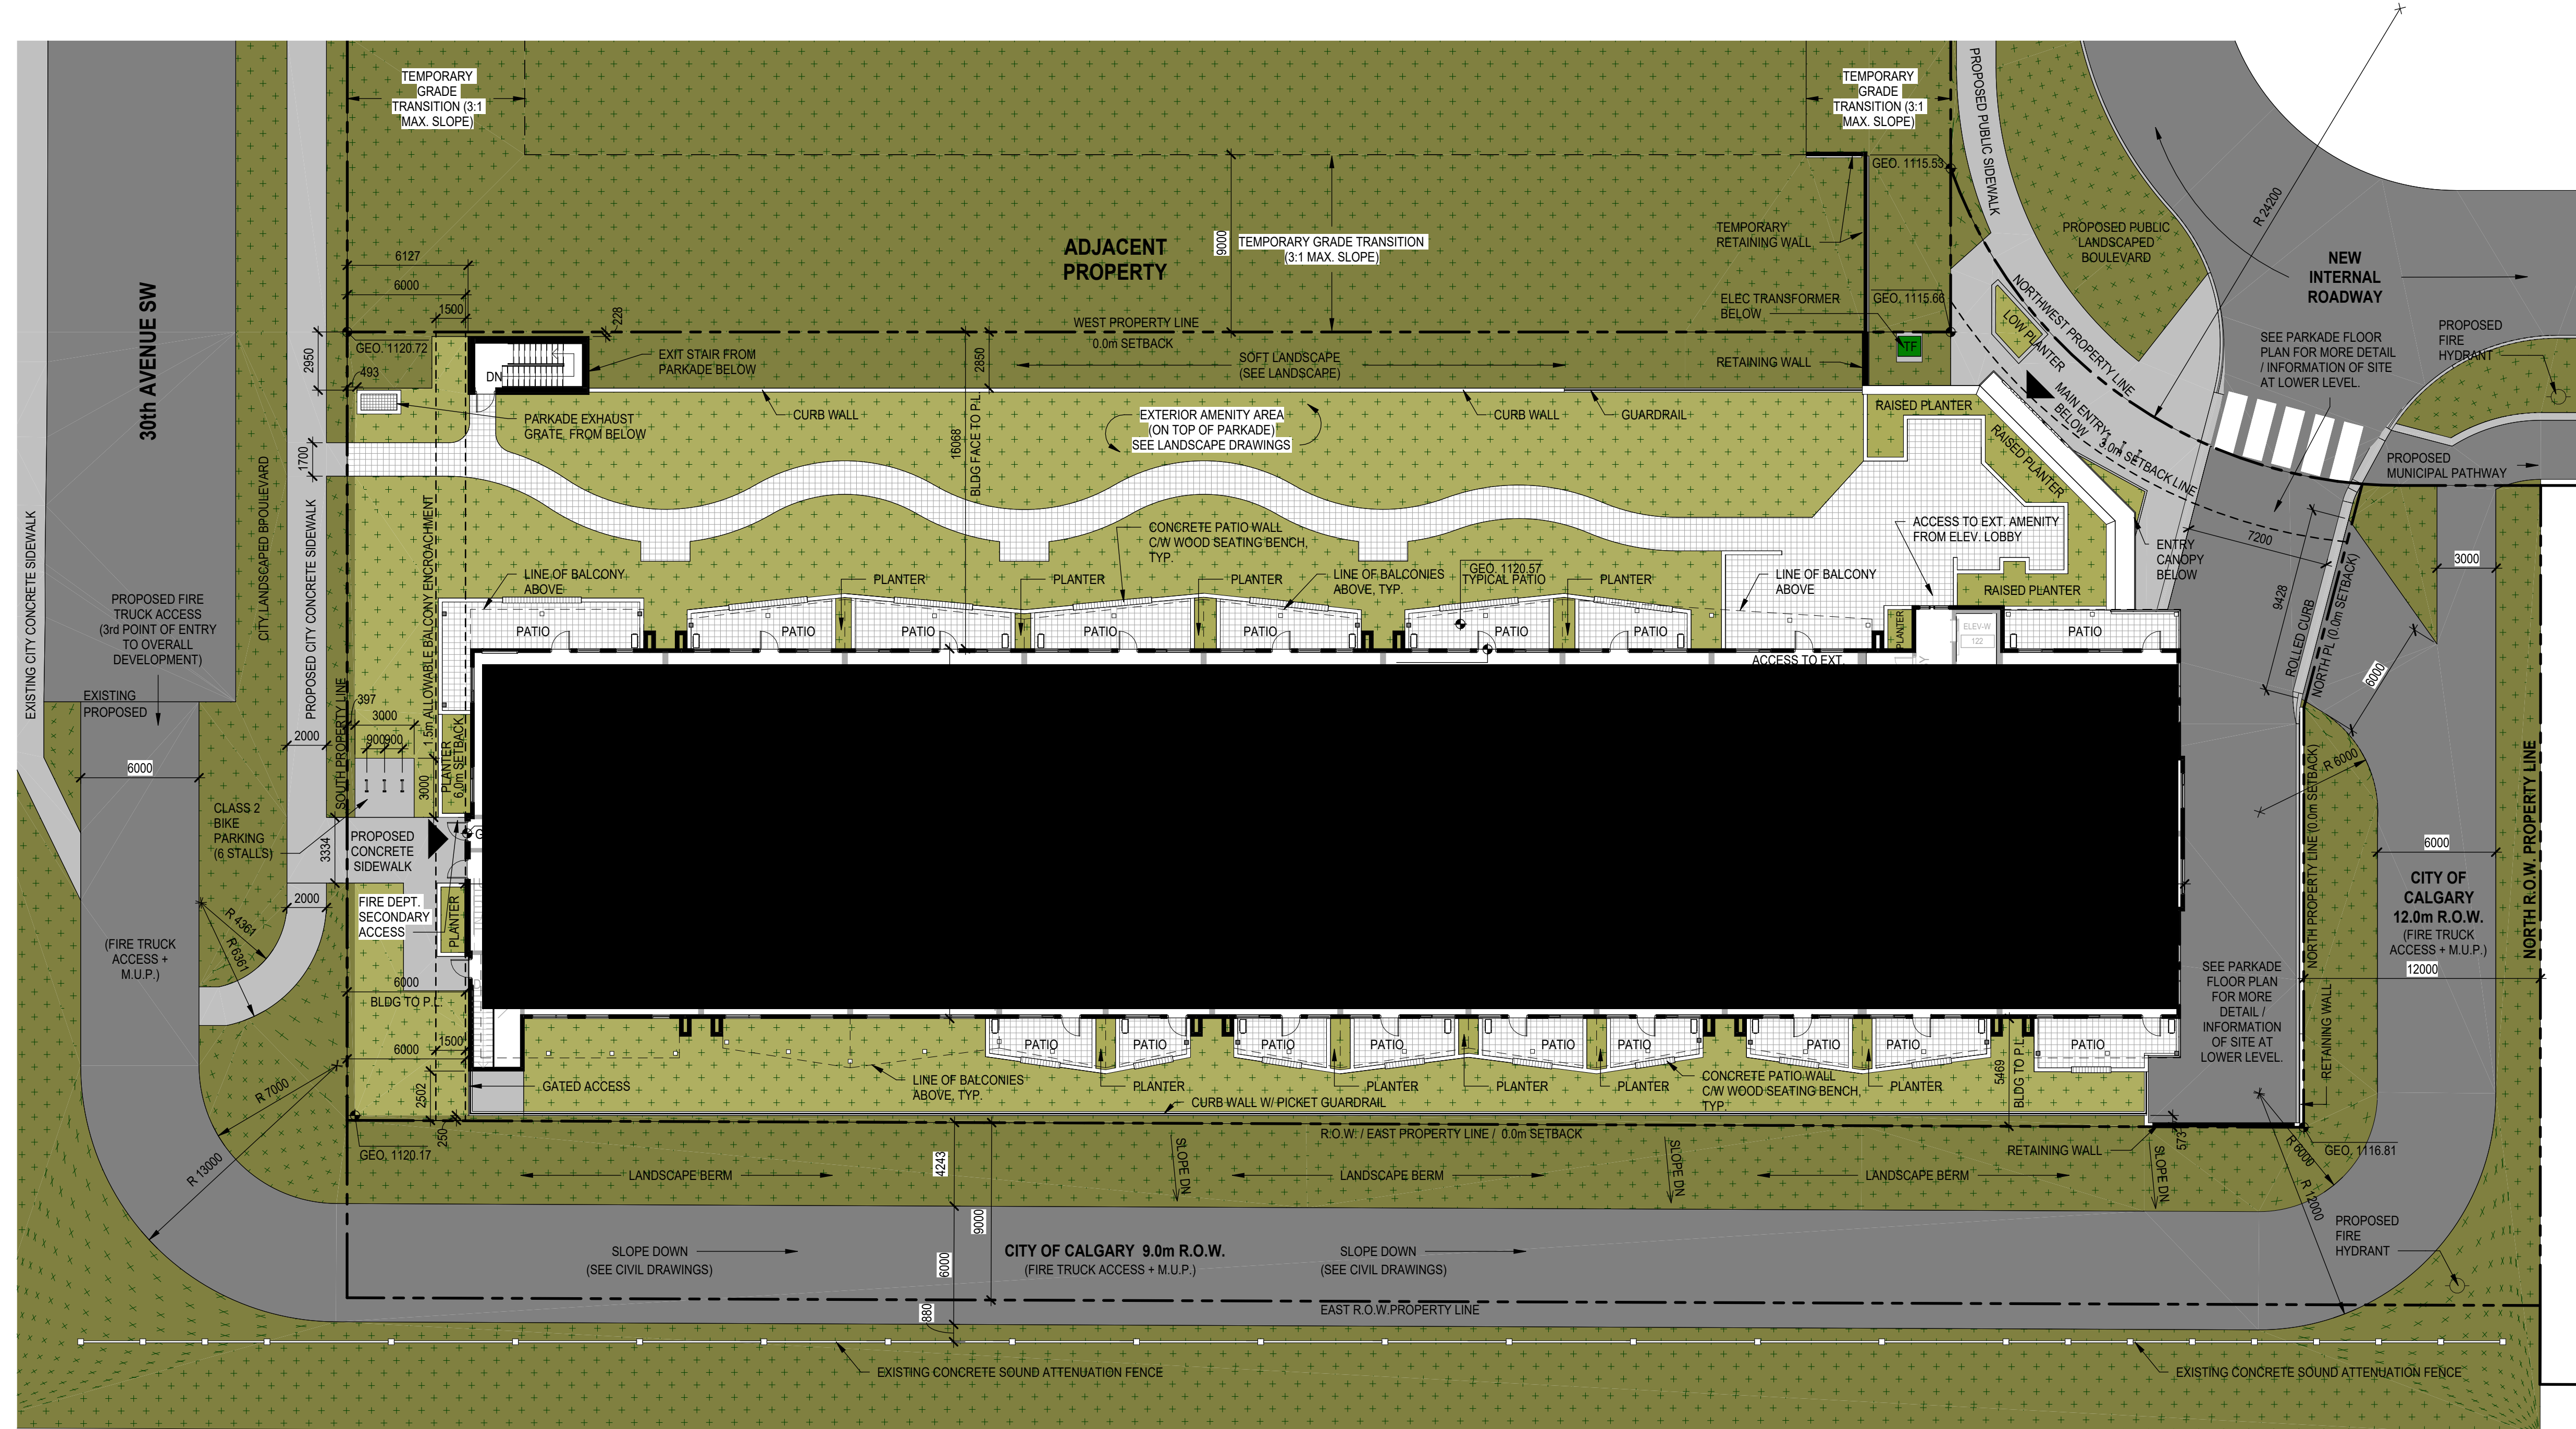 TEMPORARY
GRADE
TRANSITION (3:1
MAX. SLOPE)
TEMPORARY
GRADE
TRANSITION (3:1
MAX. SLOPE)
PROPOSED PUBLIC SIDEWALK
GEO. 1115.53
R 24200
ADJACENT
PROPERTY
9000
TEMPORARY GRADE TRANSITION
(3:1 MAX. SLOPE)
TEMPORARY
RETAINING WALL
PROPOSED PUBLIC
LANDSCAPED
BOULEVARD
NEW
INTERNAL
ROADWAY
30th AVENUE SW
6127
6000
1500
228
ELEC TRANSFORMER
BELOW
GEO. 1115.66
NORTHWEST PROPERTY LINE
LOW PLANTER
WEST PROPERTY LINE
0.0m SETBACK
GEO. 1120.72
2950
493
DN
EXIT STAIR FROM
PARKADE BELOW
2850
SOFT LANDSCAPE
(SEE LANDSCAPE)
RETAINING WALL
TF
SEE PARKADE FLOOR
PLAN FOR MORE DETAIL
/ INFORMATION OF SITE
AT LOWER LEVEL.
PROPOSED
FIRE
HYDRANT
PARKADE EXHAUST
GRATE FROM BELOW
CURB WALL
EXTERIOR AMENITY AREA
(ON TOP OF PARKADE)
SEE LANDSCAPE DRAWINGS
CURB WALL
GUARDRAIL
RAISED PLANTER
RAISED PLANTER
MAIN ENTRY
BELOW
3.0m SETBACK LINE
PROPOSED
MUNICIPAL PATHWAY
1700
16068
BLDG FACE TO P.L.
EXISTING CITY CONCRETE SIDEWALK
CITY LANDSCAPED BPOULEVARD
PROPOSED CITY CONCRETE SIDEWALK
SOUTH PROPERTY LINE
1.5m ALLOWABLE BALCONY ENCROACHMENT
CONCRETE PATIO WALL
C/W WOOD SEATING BENCH,
TYP.
ACCESS TO EXT. AMENITY
FROM ELEV. LOBBY
ENTRY
CANOPY
BELOW
7200
9428
ROLLED CURB
NORTH PL (0.0m SETBACK)
3000
6000
LINE OF BALCONY
ABOVE
PLANTER
PLANTER
PLANTER
LINE OF BALCONIES
ABOVE, TYP.
GEO. 1120.57
TYPICAL PATIO
PLANTER
LINE OF BALCONY
ABOVE
RAISED PLANTER
PATIO
PATIO
PATIO
PATIO
PATIO
PATIO
PATIO
PLANTER
ELEV-W
122
PATIO
ACCESS TO EXT.
PROPOSED FIRE
TRUCK ACCESS
(3rd POINT OF ENTRY
TO OVERALL
DEVELOPMENT)
EXISTING
PROPOSED
397
3000
900
900
2000
6000
3000
PLANTER
6.0m SETBACK
CLASS 2
BIKE
PARKING
(6 STALLS)
3334
PROPOSED
CONCRETE
SIDEWALK
G
2000
FIRE DEPT.
SECONDARY
ACCESS
PLANTER
R 4361
R 6361
(FIRE TRUCK
ACCESS +
M.U.P.)
6000
BLDG TO P.L.
R 6000
NORTH PROPERTY LINE (0.0m SETBACK)
6000
CITY OF
CALGARY
12.0m R.O.W.
(FIRE TRUCK
ACCESS + M.U.P.)
12000
NORTH R.O.W. PROPERTY LINE
SEE PARKADE
FLOOR PLAN
FOR MORE
DETAIL /
INFORMATION
OF SITE AT
LOWER LEVEL.
RETAINING WALL
6000
1500
2502
250
GATED ACCESS
LINE OF BALCONIES
ABOVE, TYP.
PATIO
PATIO
PATIO
PATIO
PATIO
PATIO
PATIO
PATIO
PATIO
PLANTER
PLANTER
PLANTER
PLANTER
PLANTER
CONCRETE PATIO WALL
C/W WOOD SEATING BENCH,
TYP.
5469
BLDG TO P.L.
CURB WALL W/ PICKET GUARDRAIL
R.O.W. / EAST PROPERTY LINE / 0.0m SETBACK
R 7000
R 13000
GEO. 1120.17
LANDSCAPE BERM
4243
SLOPE DN
LANDSCAPE BERM
SLOPE DN
LANDSCAPE BERM
RETAINING WALL
573
SLOPE DN
GEO. 1116.81
R 6000
R 12000
9000
6000
SLOPE DOWN
(SEE CIVIL DRAWINGS)
CITY OF CALGARY 9.0m R.O.W.
(FIRE TRUCK ACCESS + M.U.P.)
SLOPE DOWN
(SEE CIVIL DRAWINGS)
PROPOSED
FIRE
HYDRANT
880
EAST R.O.W.PROPERTY LINE
EXISTING CONCRETE SOUND ATTENUATION FENCE
EXISTING CONCRETE SOUND ATTENUATION FENCE